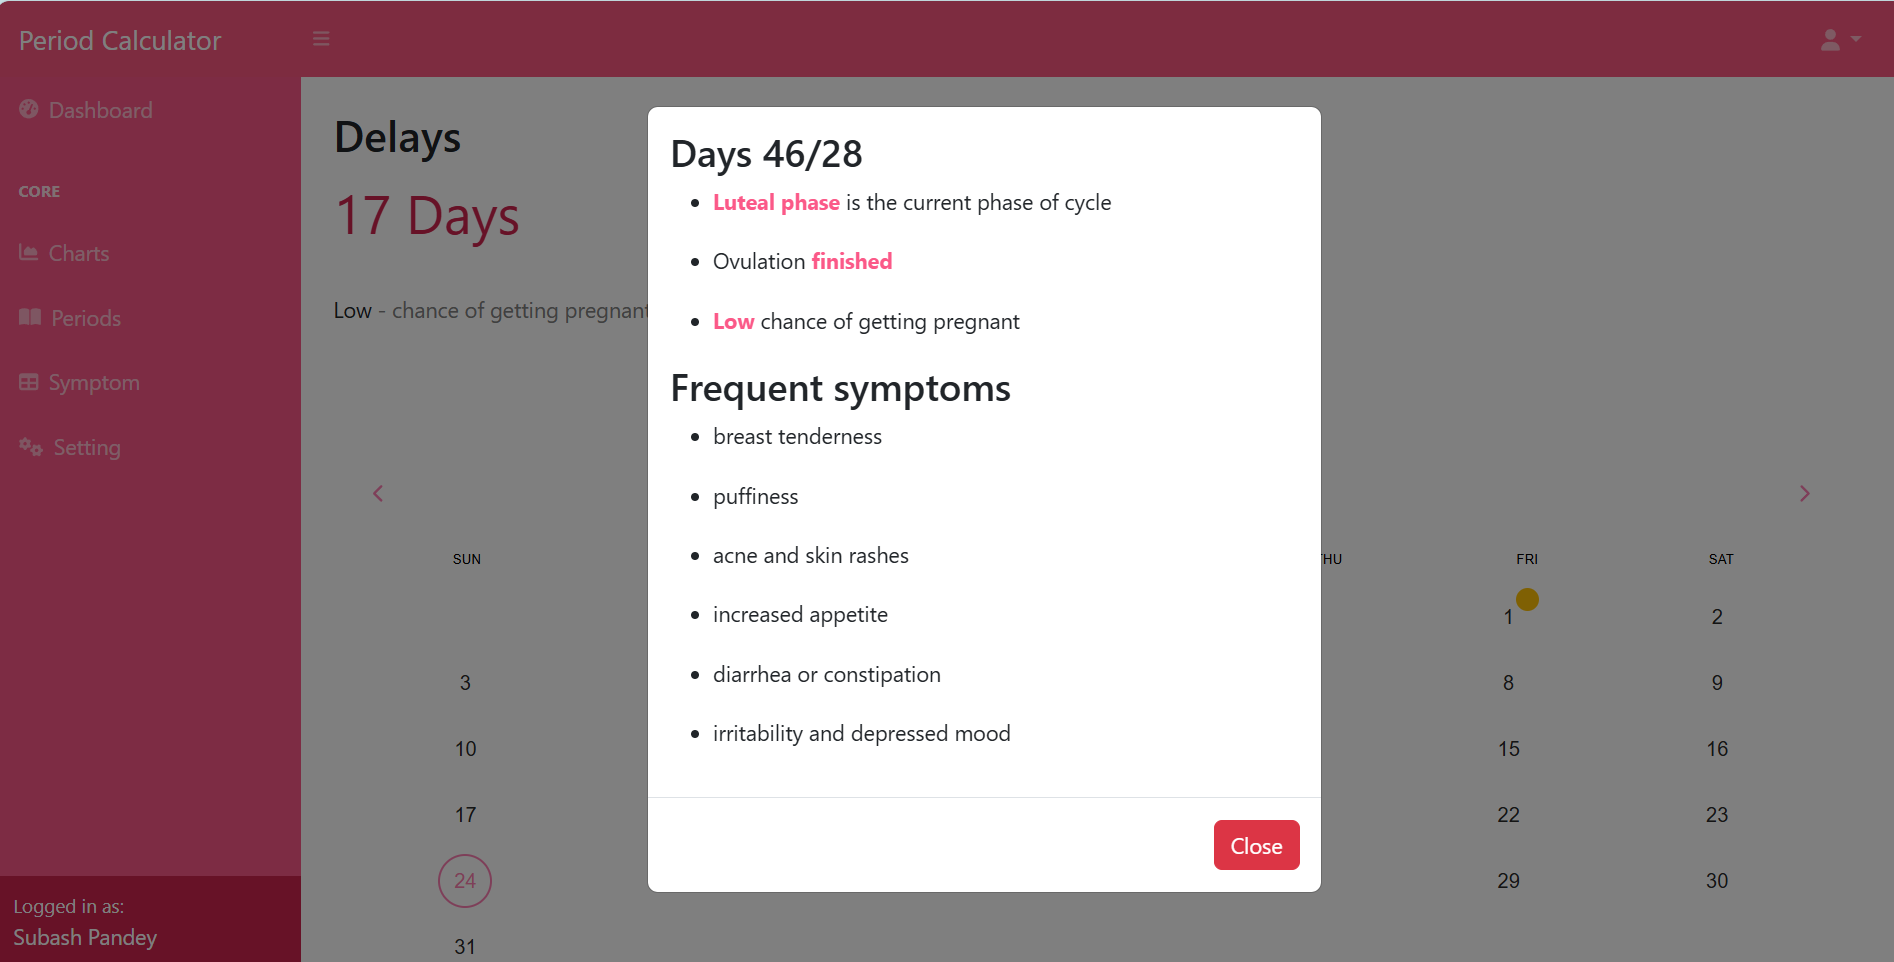 Period Calculator
Dashboard
CORE
Charts
Periods
Symptom
Setting
Logged in as:
Subash Pandey
Delays
17 Days
Low - chance of getting pregnant
Days 46/28
Luteal phase is the current phase of cycle
Ovulation finished
Low chance of getting pregnant
Frequent symptoms
breast tenderness
puffiness
acne and skin rashes
increased appetite
diarrhea or constipation
irritability and depressed mood
Close
SUN HU FRI SAT
1 2
3 8 9
10 15 16
17 22 23
24 29 30
31